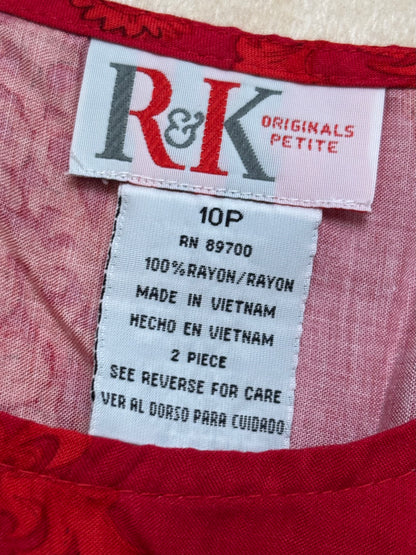 R&K
ORIGINALS
PETITE
10P
RN 89700
100%RAYON/RAYON
MADE IN VIETNAM
HECHO EN VIETNAM
2 PIECE
SEE REVERSE FOR CARE
VER AL DORSO PARA CUIDADO